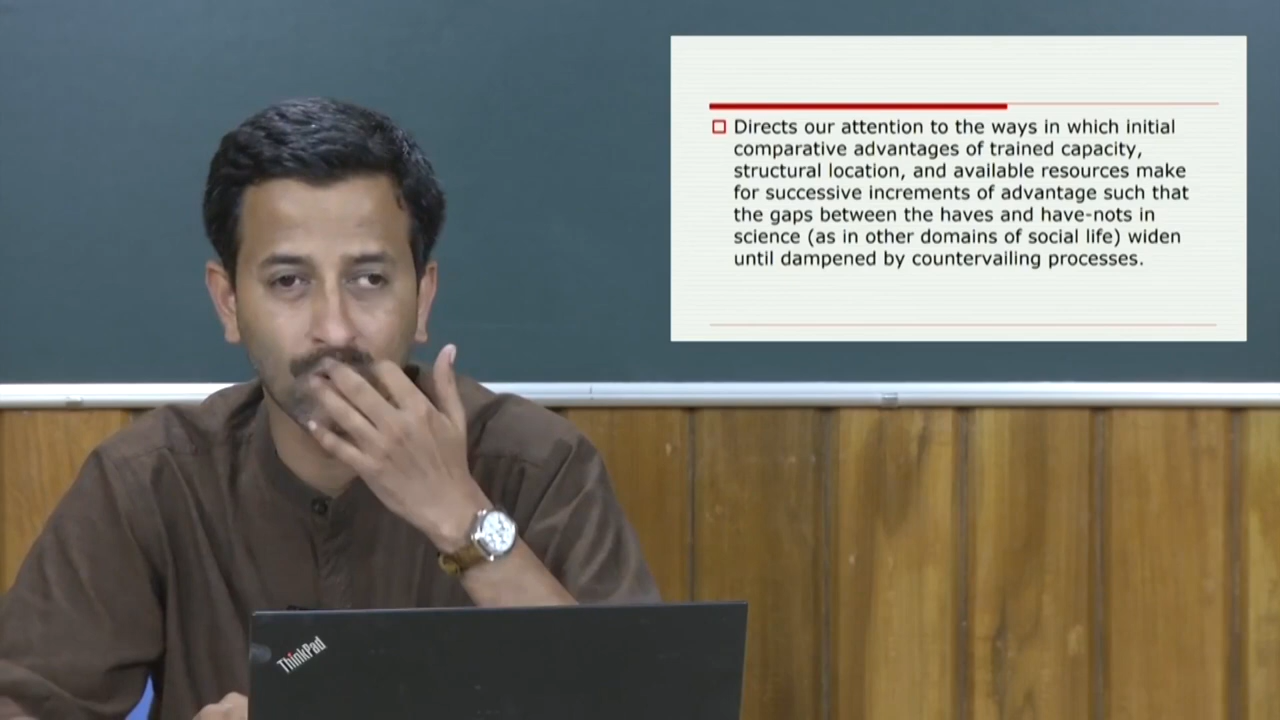 Directs our attention to the ways in which initial
comparative advantages of trained capacity,
structural location, and available resources make
for successive increments of advantage such that
the gaps between the haves and have-nots in
science (as in other domains of social life) widen
until dampened by countervailing processes.
ThinkPad